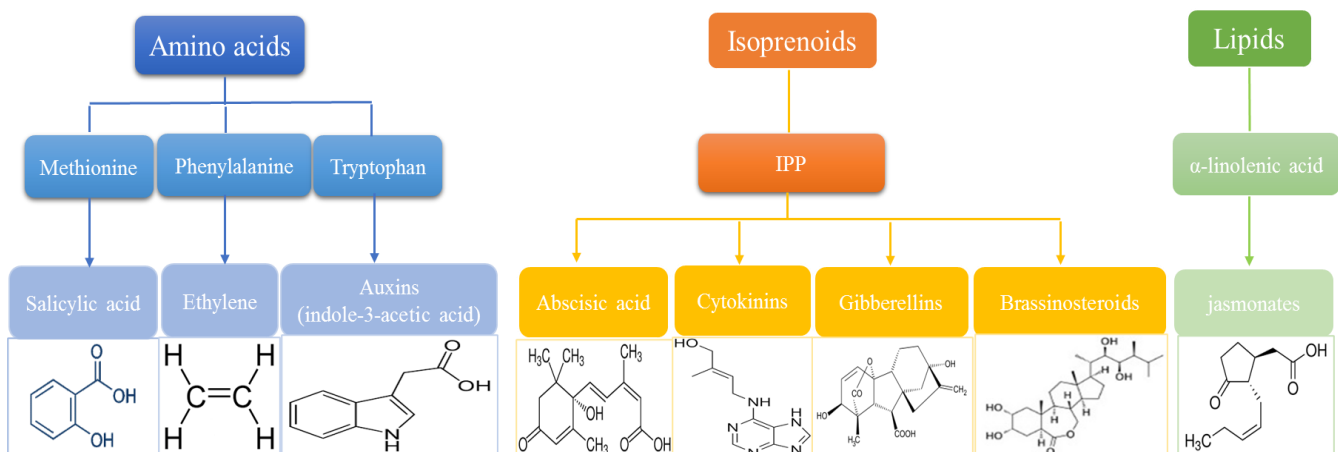 Amino acids
Isoprenoids
Lipids
Methionine
Phenylalanine
Tryptophan
IPP
α-linolenic acid
Salicylic acid
Ethylene
Auxins
(indole-3-acetic acid)
Abscisic acid
Cytokinins
Gibberellins
Brassinosteroids
jasmonates
O
OH
OH
H
H
C
C
H
H
O
OH
N
H
H₃C
CH₃
CH₃
OH
O
CH₃
O
OH
HO
NH
N
N
N
H
N
O
CO
OH
HO
CH₂
CH₃
COOH
OH
OH
HO
HO
H
H
H
H
O
O
O
OH
O
H₃C